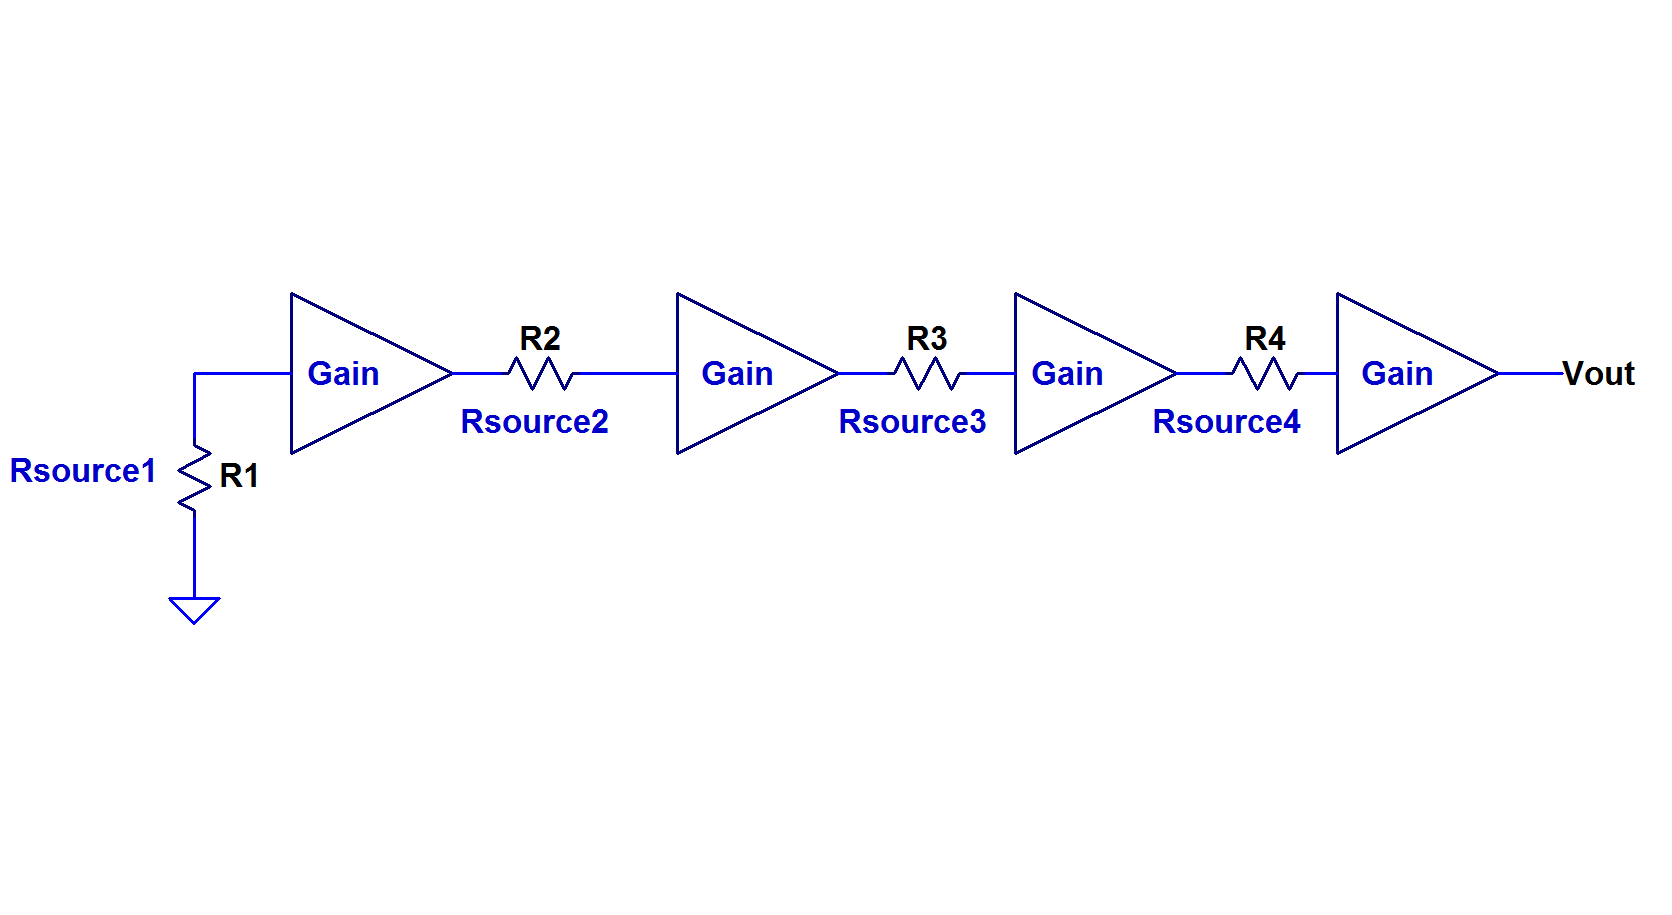 R2
R3
R4
Gain
Gain
Gain
Gain
Vout
Rsource2
Rsource3
Rsource4
Rsource1
R1